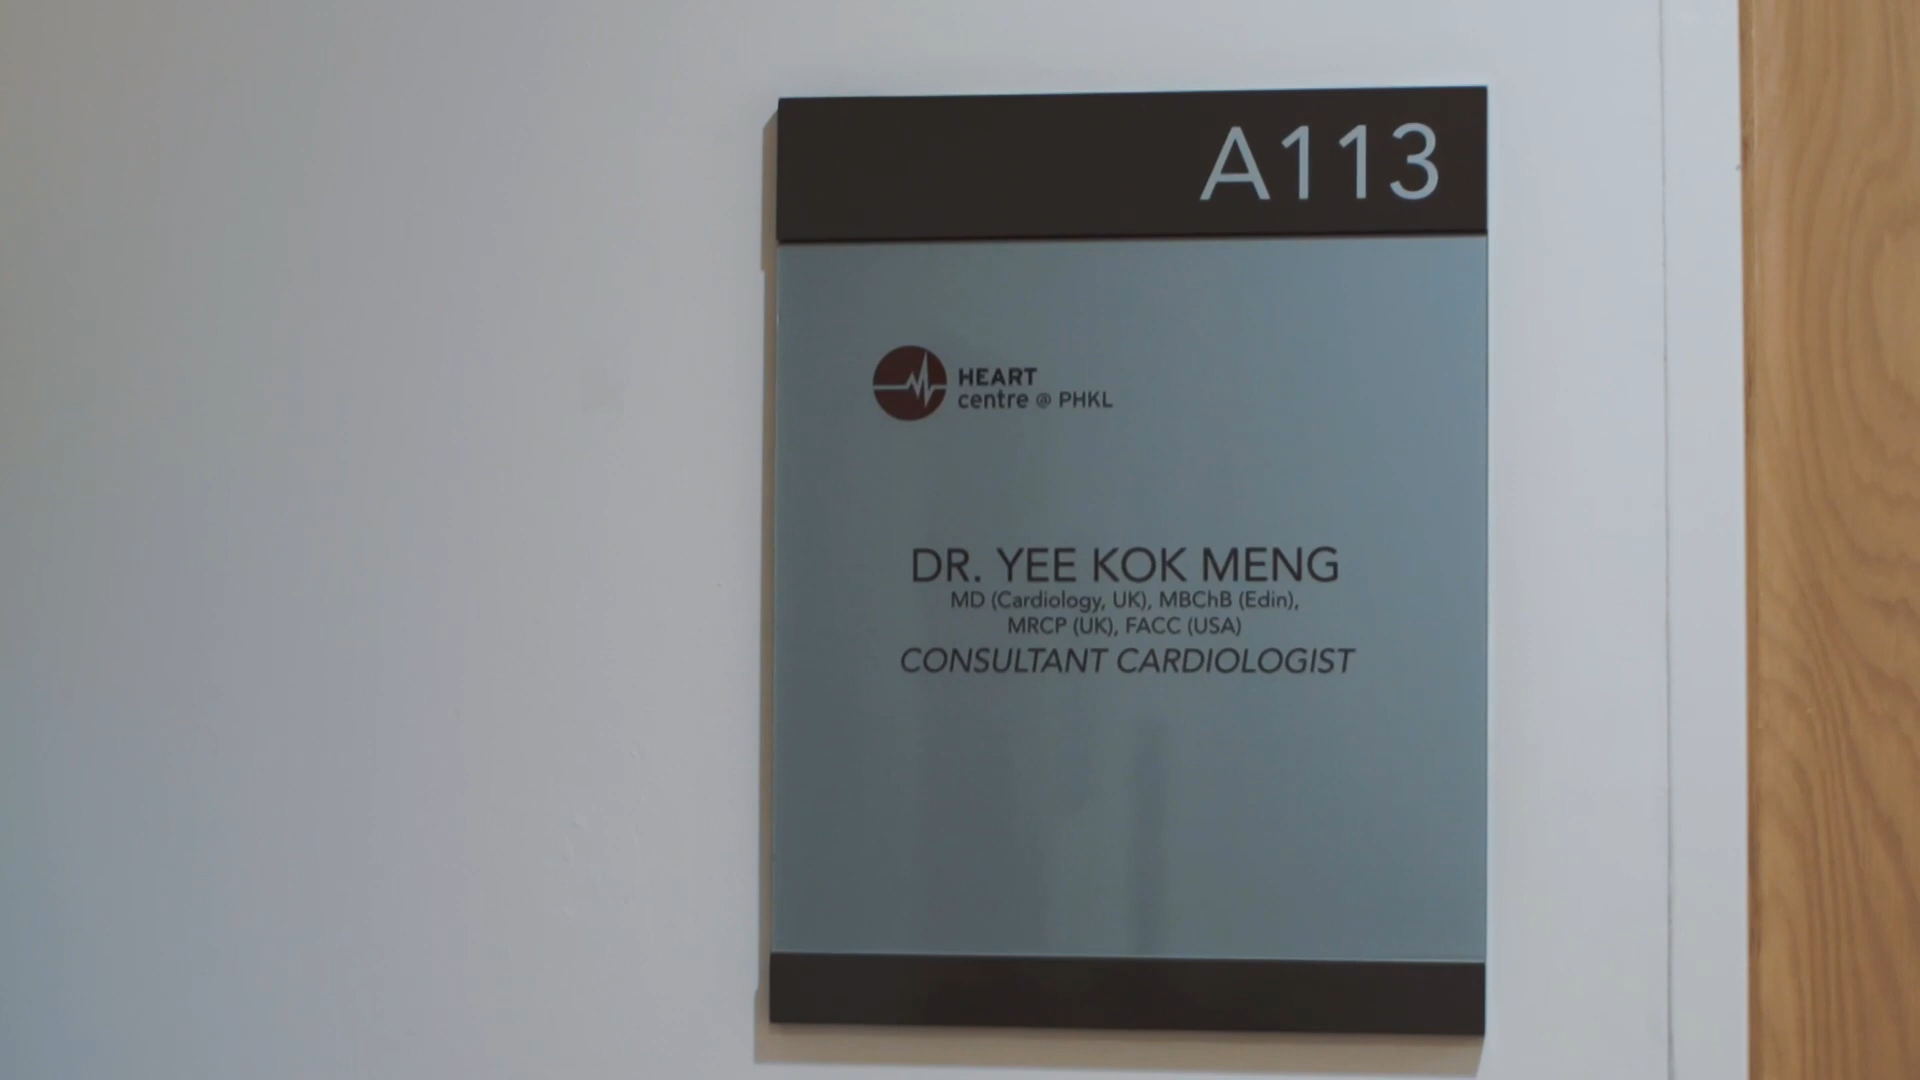 A113
HEART
centre @ PHKL
DR. YEE KOK MENG
MD (Cardiology, UK), MBChB (Edin),
MRCP (UK), FACC (USA)
CONSULTANT CARDIOLOGIST